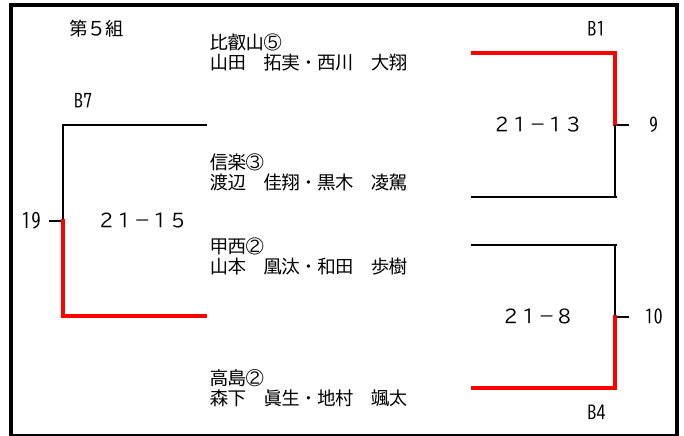 第５組
B1
比叡山⑤
山田　拓実・西川　大翔
B7
２１－１３
9
信楽③
渡辺　佳翔・黒木　凌駕
19
２１－１５
甲西②
山本　凰汰・和田　歩樹
２１－８
10
高島②
森下　眞生・地村　颯太
B4